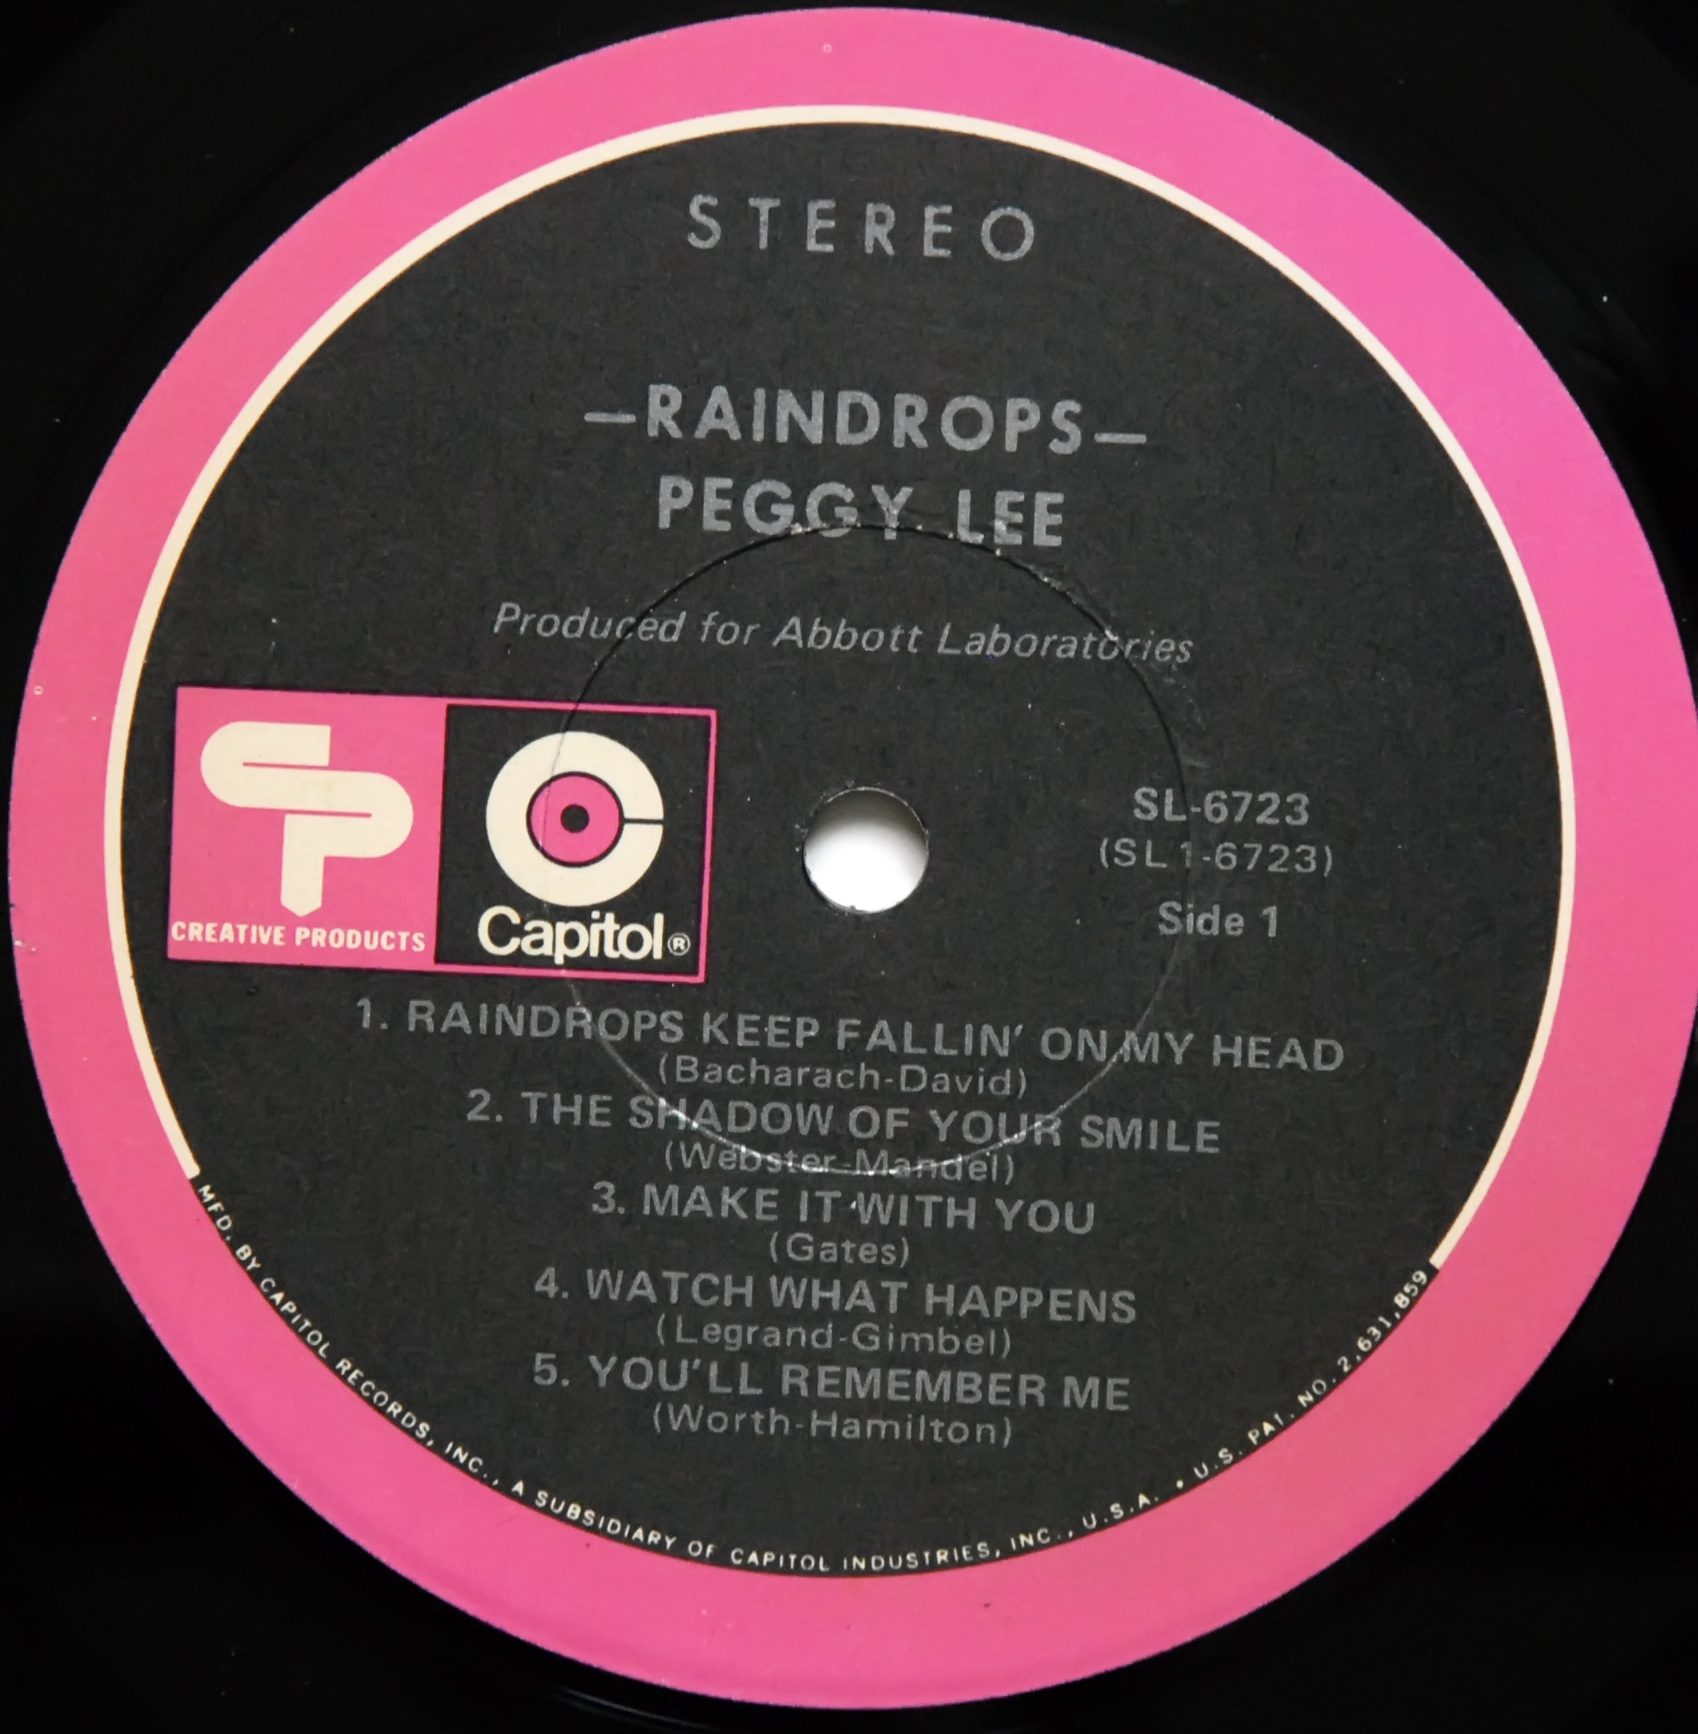 STEREO
—RAINDROPS—
PEGGY LEE
Produced for Abbott Laboratories
CREATIVE PRODUCTS
Capitol®
SL-6723
(SL1-6723)
Side 1
1. RAINDROPS KEEP FALLIN' ON MY HEAD
(Bacharach-David)
2. THE SHADOW OF YOUR SMILE
(Webster-Mandel)
3. MAKE IT WITH YOU
(Gates)
4. WATCH WHAT HAPPENS
(Legrand-Gimbel)
5. YOU'LL REMEMBER ME
(Worth-Hamilton)
MFD. BY CAPITOL RECORDS, INC., A SUBSIDIARY OF CAPITOL INDUSTRIES, INC., U.S.A. • U.S. PAT. NO. 2,631,859